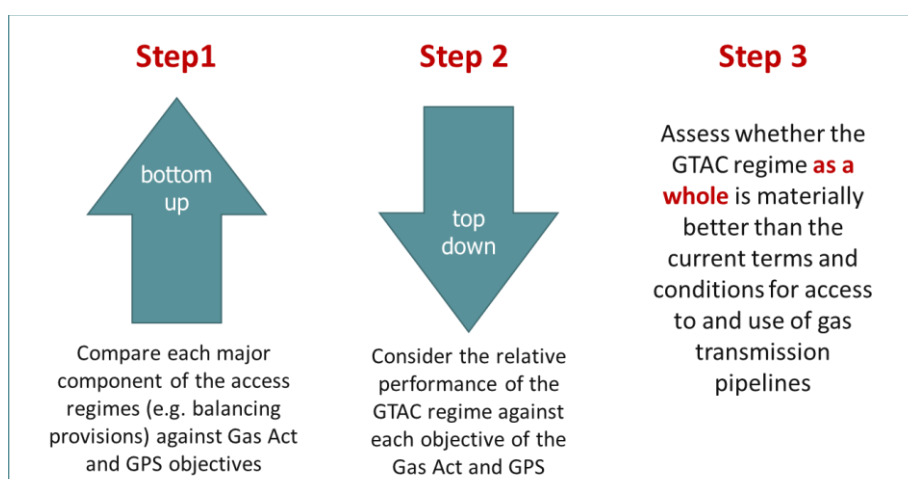 Step1
bottom
up
Compare each major
component of the access
regimes (e.g. balancing
provisions) against Gas Act
and GPS objectives
Step 2
top
down
Consider the relative
performance of the
GTAC regime against
each objective of the
Gas Act and GPS
Step 3
Assess whether the
GTAC regime as a
whole is materially
better than the
current terms and
conditions for access
to and use of gas
transmission
pipelines